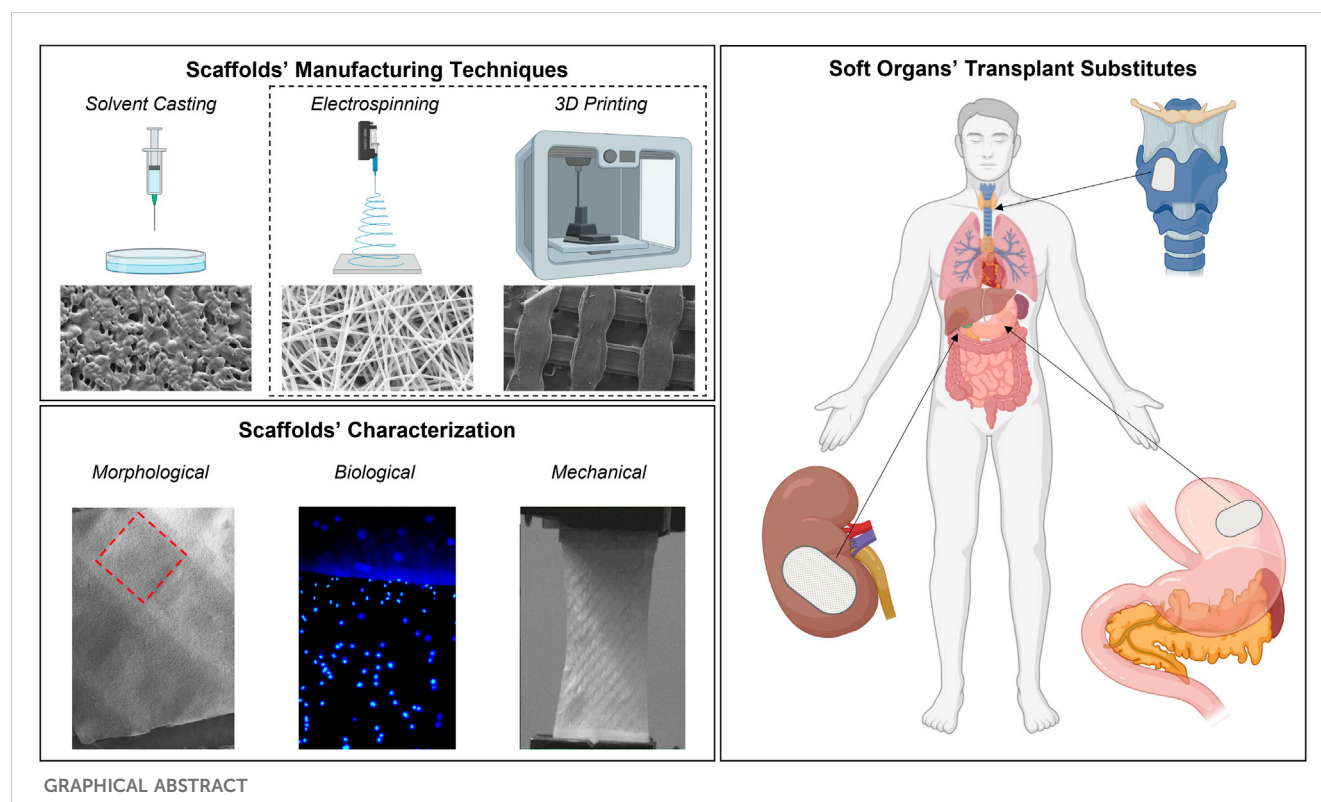 Scaffolds' Manufacturing Techniques
Solvent Casting
Electrospinning
3D Printing
Scaffolds' Characterization
Morphological
Biological
Mechanical
Soft Organs' Transplant Substitutes
GRAPHICAL ABSTRACT